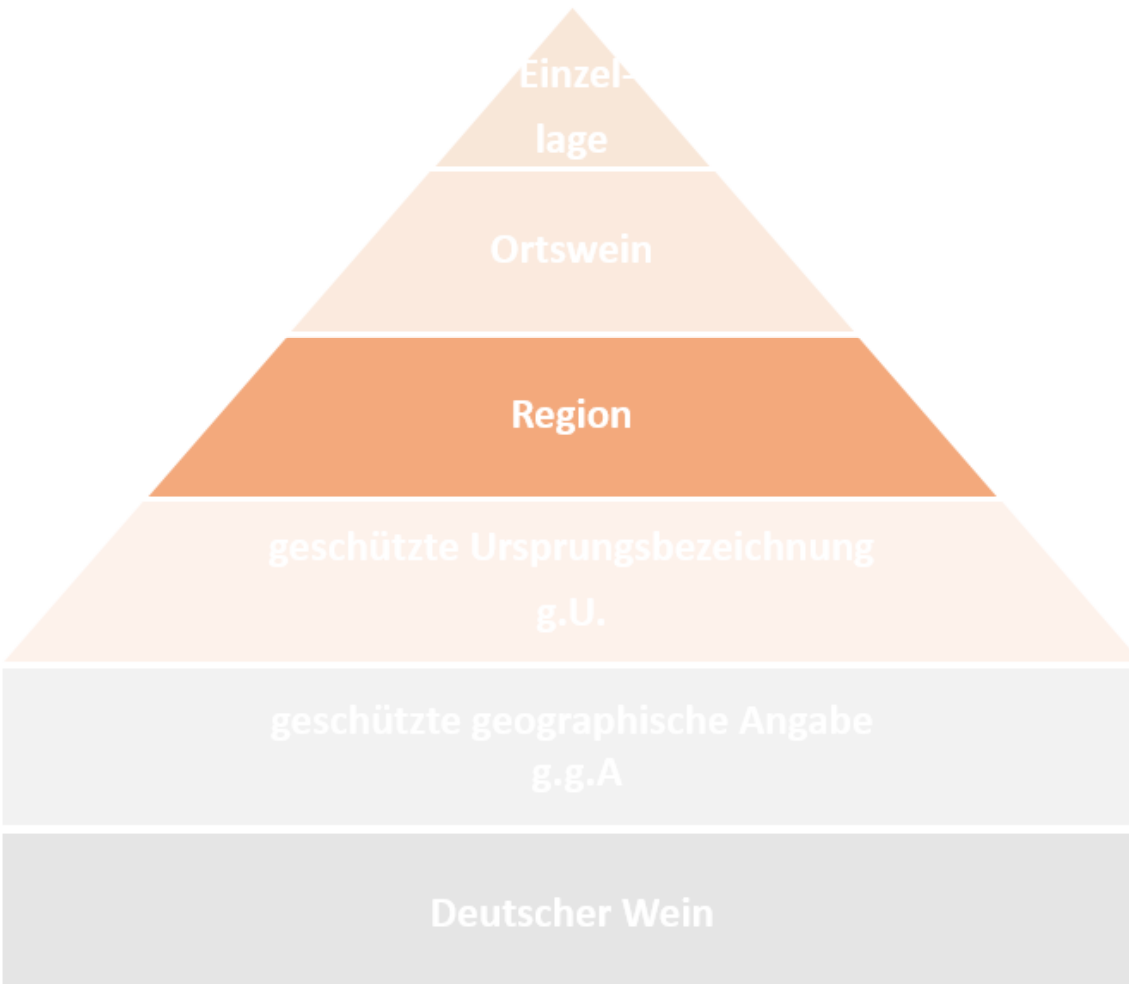 Einzel-
lage
Ortswein
Region
geschützte Ursprungsbezeichnung
g.U.
geschützte geographische Angabe
g.g.A
Deutscher Wein